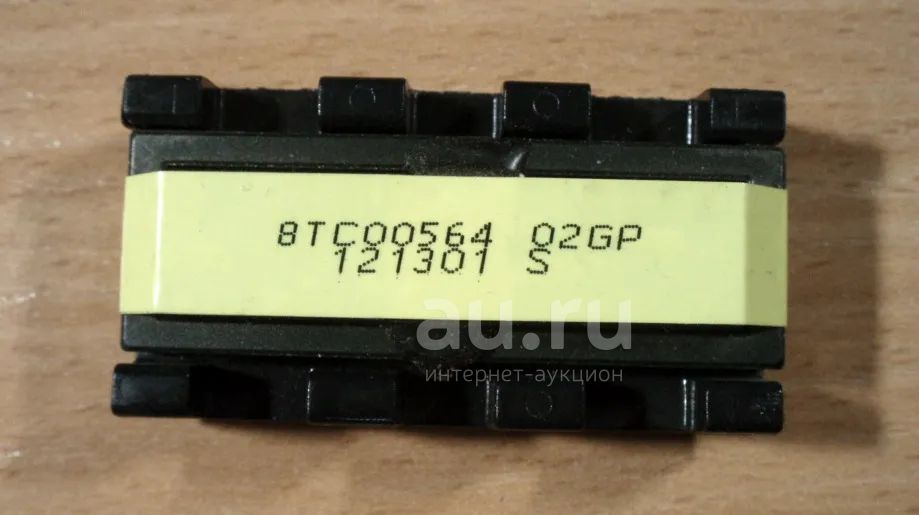 8TC00564 02GP
121301 S
au.ru
интернет-аукцион